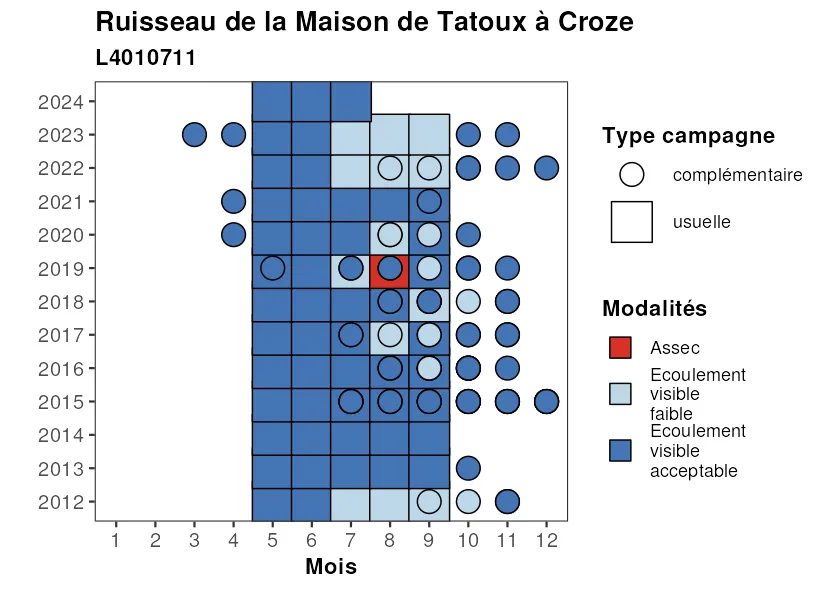 Ruisseau de la Maison de Tatoux à Croze
L4010711
2024
2023
2022
2021
2020
2019
2018
2017
2016
2015
2014
2013
2012
1 2 3 4 5 6 7 8 9 10 11 12
Mois
Type campagne
complémentaire
usuelle
Modalités
Assec
Ecoulement
visible
faible
Ecoulement
visible
acceptable